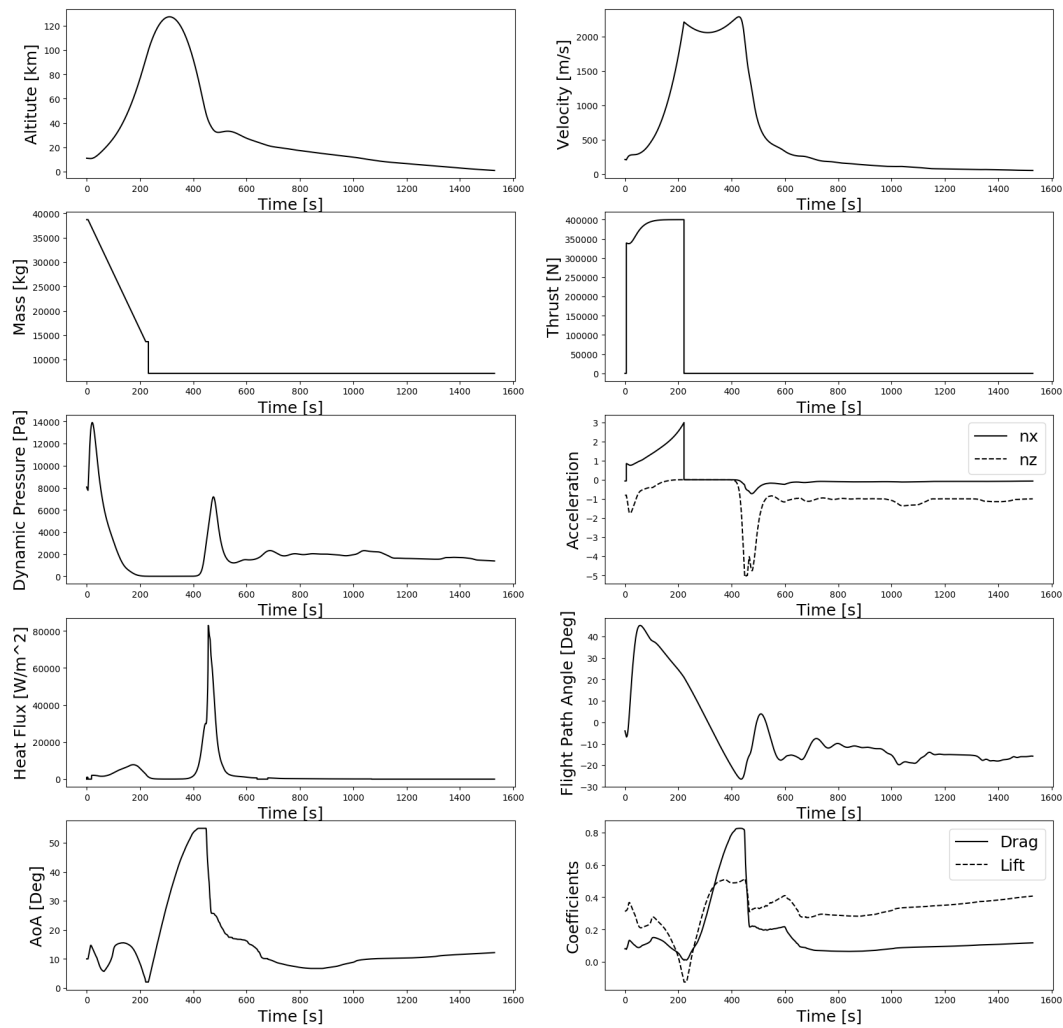 Altitute [km]
120
100
80
60
40
20
0
0 200 400 600 800 1000 1200 1400 1600
Time [s]
Velocity [m/s]
2000
1500
1000
500
0
0 200 400 600 800 1000 1200 1400 1600
Time [s]
Mass [kg]
40000
35000
30000
25000
20000
15000
10000
0 200 400 600 800 1000 1200 1400 1600
Time [s]
Thrust [N]
400000
350000
300000
250000
200000
150000
100000
50000
0
0 200 400 600 800 1000 1200 1400 1600
Time [s]
Dynamic Pressure [Pa]
14000
12000
10000
8000
6000
4000
2000
0
0 200 400 600 800 1000 1200 1400 1600
Time [s]
Acceleration
3
2
1
0
−1
−2
−3
−4
−5
nx
nz
0 200 400 600 800 1000 1200 1400 1600
Time [s]
Heat Flux [W/m^2]
80000
60000
40000
20000
0
0 200 400 600 800 1000 1200 1400 1600
Time [s]
Flight Path Angle [Deg]
40
30
20
10
0
−10
−20
−30
0 200 400 600 800 1000 1200 1400 1600
Time [s]
AoA [Deg]
50
40
30
20
10
0
0 200 400 600 800 1000 1200 1400 1600
Time [s]
Coefficients
0.8
0.6
0.4
0.2
0.0
Drag
Lift
0 200 400 600 800 1000 1200 1400 1600
Time [s]